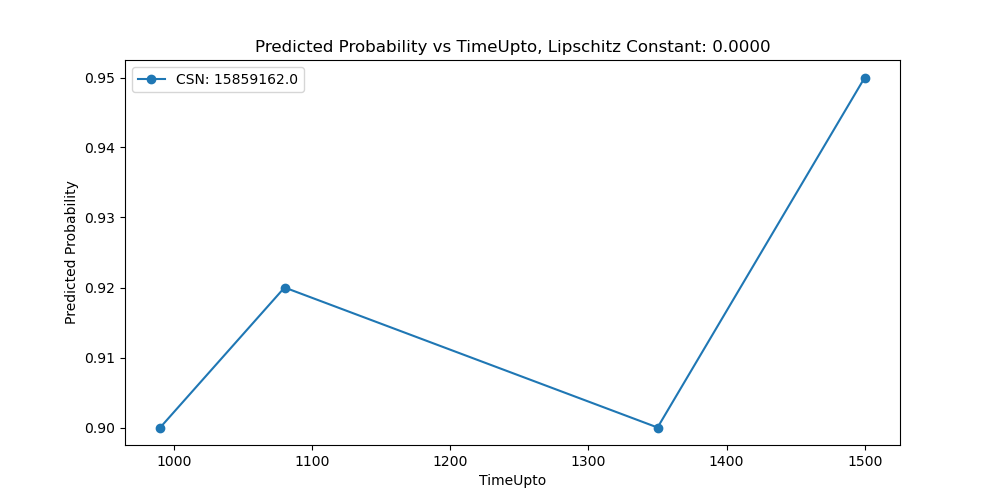 Predicted Probability vs TimeUpto, Lipschitz Constant: 0.0000
CSN: 15859162.0
Predicted Probability
0.95
0.94
0.93
0.92
0.91
0.90
1000 1100 1200 1300 1400 1500
TimeUpto